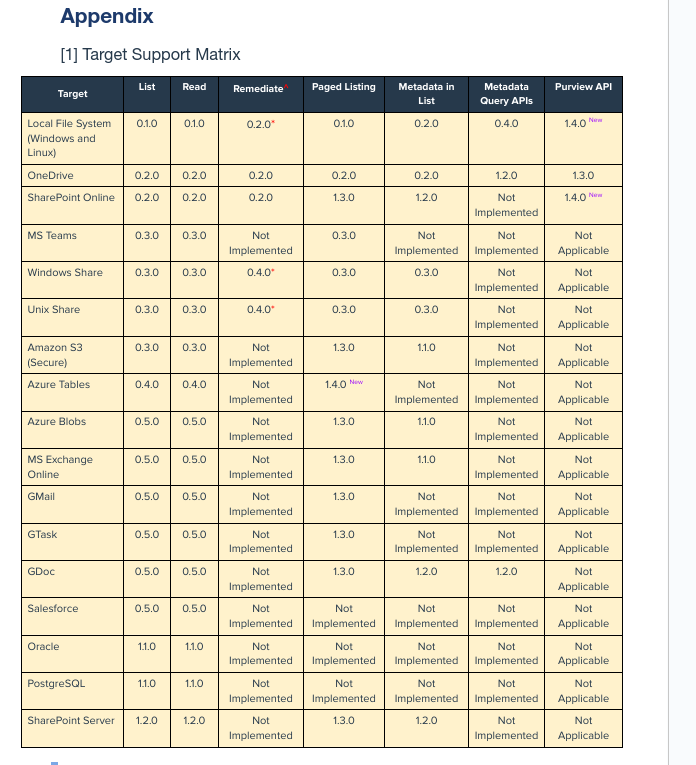 Appendix
[1] Target Support Matrix
Target List Read Remediate* Paged Listing Metadata in List Metadata Query APIs Purview API
Local File System (Windows and Linux) 0.1.0 0.1.0 0.2.0* 0.1.0 0.2.0 0.4.0 1.4.0 New
OneDrive 0.2.0 0.2.0 0.2.0 0.2.0 0.2.0 1.2.0 1.3.0
SharePoint Online 0.2.0 0.2.0 0.2.0 1.3.0 1.2.0 Not Implemented 1.4.0 New
MS Teams 0.3.0 0.3.0 Not Implemented 0.3.0 Not Implemented Not Implemented Not Applicable
Windows Share 0.3.0 0.3.0 0.4.0* 0.3.0 0.3.0 Not Implemented Not Applicable
Unix Share 0.3.0 0.3.0 0.4.0* 0.3.0 0.3.0 Not Implemented Not Applicable
Amazon S3 (Secure) 0.3.0 0.3.0 Not Implemented 1.3.0 1.1.0 Not Implemented Not Applicable
Azure Tables 0.4.0 0.4.0 Not Implemented 1.4.0 New Not Implemented Not Implemented Not Applicable
Azure Blobs 0.5.0 0.5.0 Not Implemented 1.3.0 1.1.0 Not Implemented Not Applicable
MS Exchange Online 0.5.0 0.5.0 Not Implemented 1.3.0 1.1.0 Not Implemented Not Applicable
GMail 0.5.0 0.5.0 Not Implemented 1.3.0 Not Implemented Not Implemented Not Applicable
GTask 0.5.0 0.5.0 Not Implemented 1.3.0 Not Implemented Not Implemented Not Applicable
GDoc 0.5.0 0.5.0 Not Implemented 1.3.0 1.2.0 1.2.0 Not Applicable
Salesforce 0.5.0 0.5.0 Not Implemented Not Implemented Not Implemented Not Implemented Not Applicable
Oracle 1.1.0 1.1.0 Not Implemented Not Implemented Not Implemented Not Implemented Not Applicable
PostgreSQL 1.1.0 1.1.0 Not Implemented Not Implemented Not Implemented Not Implemented Not Applicable
SharePoint Server 1.2.0 1.2.0 Not Implemented 1.3.0 1.2.0 Not Implemented Not Applicable